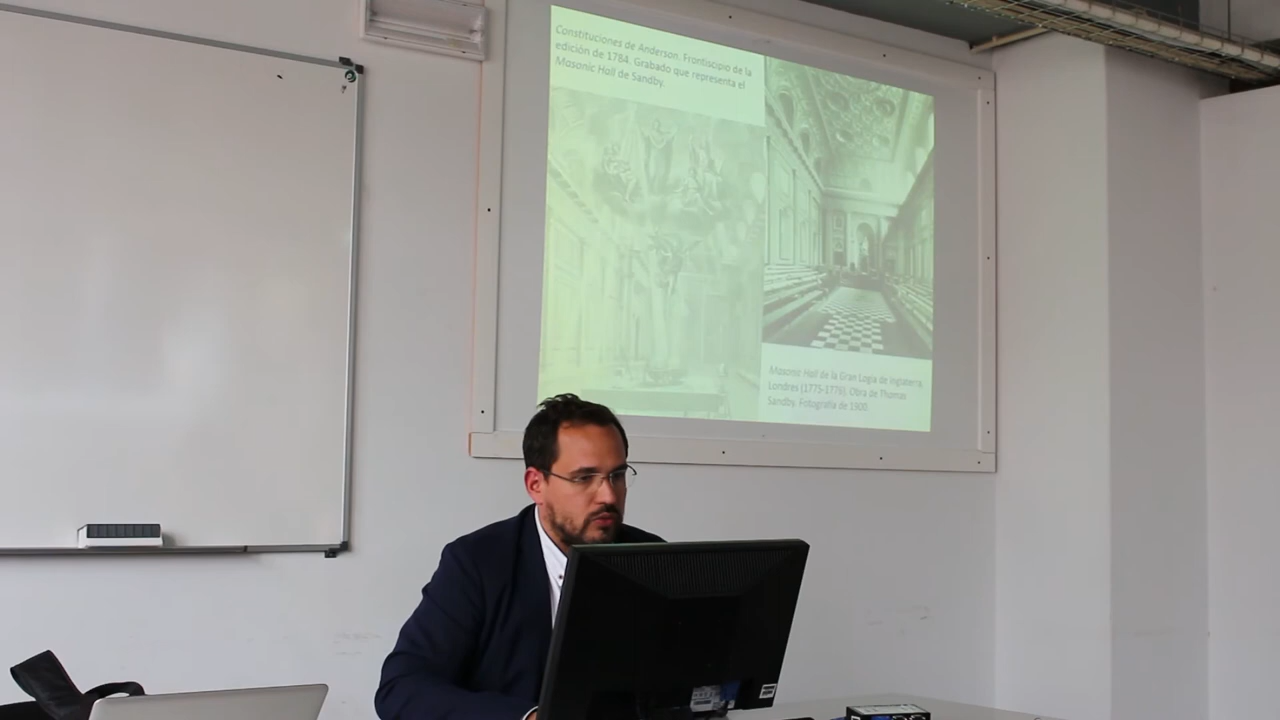 Constituciones de Anderson. Frontiscipio de la
edición de 1784. Grabado que representa el
Masonic Hall de Sandby.
Masonic Hall de la Gran Logia de Inglaterra,
Londres (1775-1776). Obra de Thomas
Sandby. Fotografía de 1900.